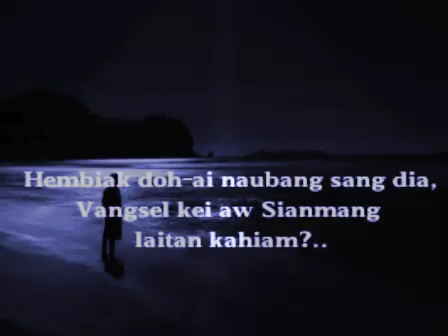 Hembiak doh-ai naubang sang dia,
Vangsel kei aw Sianmang
laitan kahiam?..